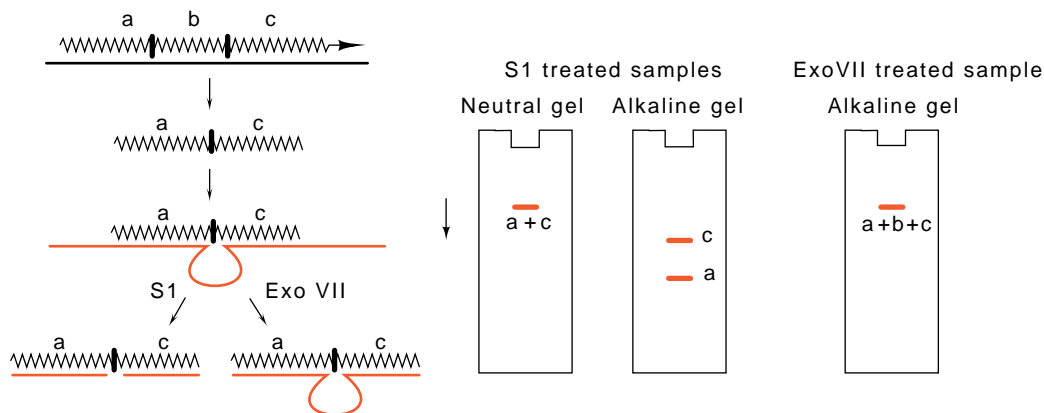 a b c
a c
a c
S1 Exo VII
a c a c
S1 treated samples
Neutral gel Alkaline gel
a + c
c
a
ExoVII treated sample
Alkaline gel
a+b+c